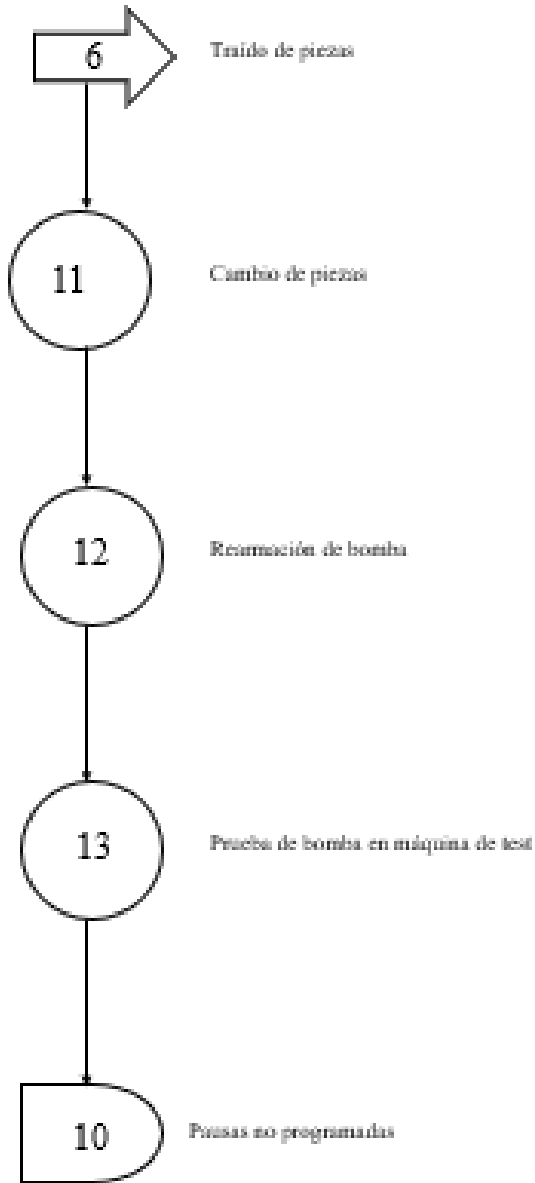 6 Traído de piezas
11 Cambio de piezas
12 Rearmación de bomba
13 Prueba de bomba en máquina de test
10 Pausas no programadas